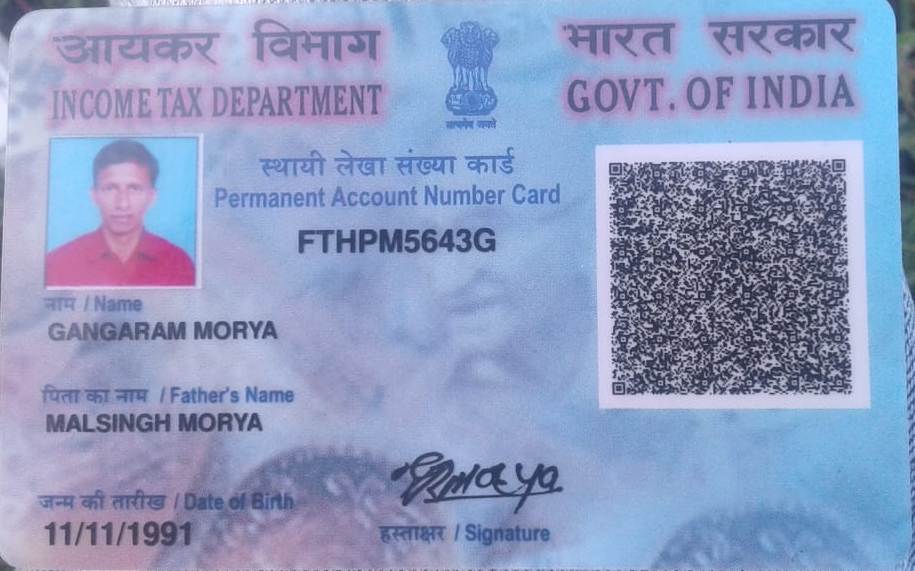 आयकर विभाग
INCOME TAX DEPARTMENT
सत्यमेव जयते
भारत सरकार
GOVT. OF INDIA
स्थायी लेखा संख्या कार्ड
Permanent Account Number Card
FTHPM5643G
नाम / Name
GANGARAM MORYA
पिता का नाम / Father's Name
MALSINGH MORYA
जन्म की तारीख / Date of Birth
11/11/1991
हस्ताक्षर / Signature